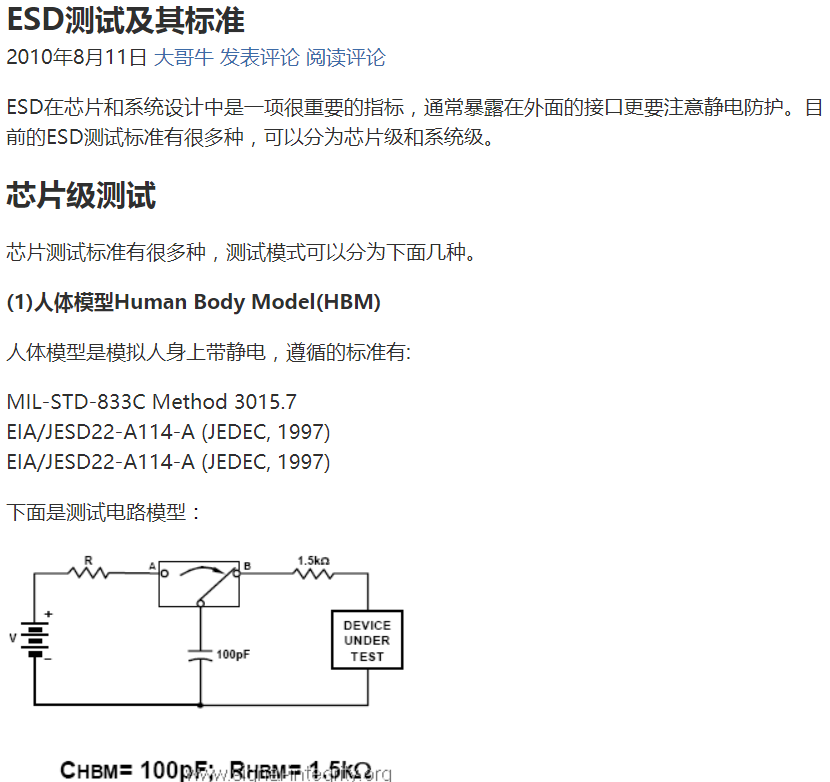 ESD测试及其标准
2010年8月11日 大哥牛 发表评论 阅读评论
ESD在芯片和系统设计中是一项很重要的指标，通常暴露在外面的接口更要注意静电防护。目
前的ESD测试标准有很多种，可以分为芯片级和系统级。
芯片级测试
芯片测试标准有很多种，测试模式可以分为下面几种。
(1)人体模型Human Body Model(HBM)
人体模型是模拟人身上带静电，遵循的标准有:
MIL-STD-833C Method 3015.7
EIA/JESD22-A114-A (JEDEC, 1997)
EIA/JESD22-A114-A (JEDEC, 1997)
下面是测试电路模型：
R
A
B
1.5kΩ
+
V
−
100pF
DEVICE
UNDER
TEST
CHBM= 100pF; RHBM= 1.5kΩ
www.signal-integrity.org